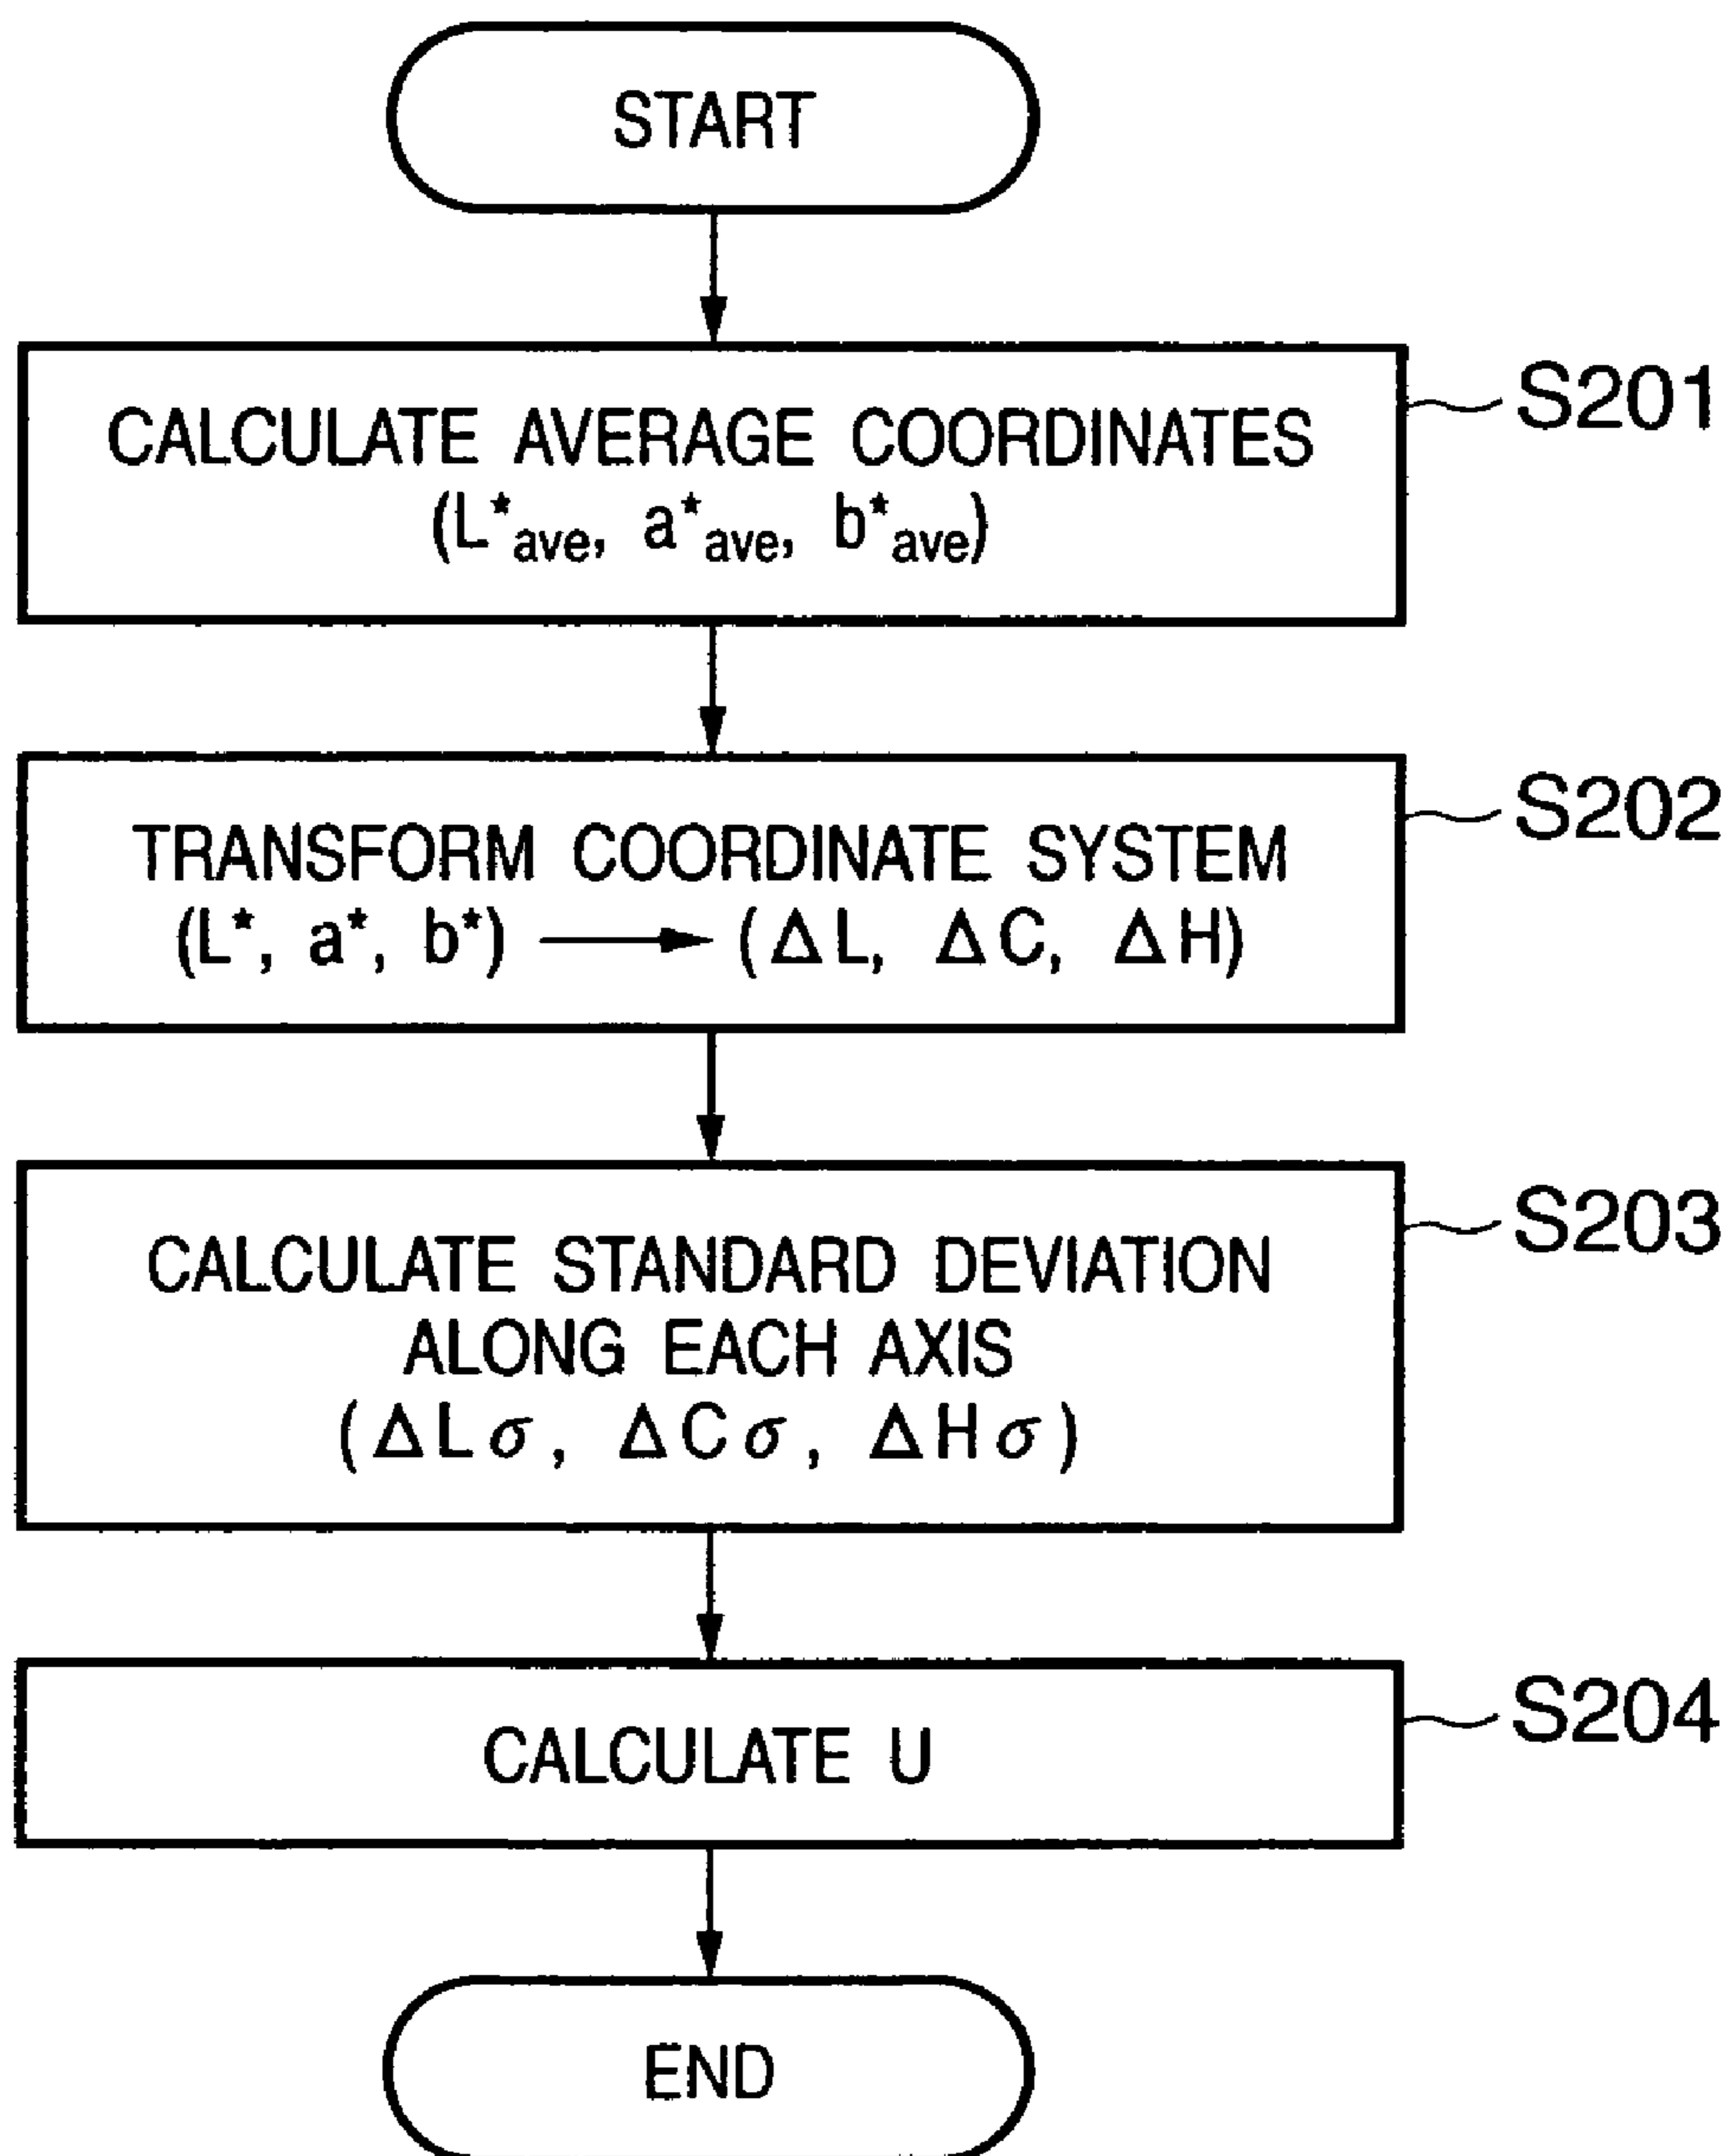 START
CALCULATE AVERAGE COORDINATES
(L*ave, a*ave, b*ave)
S201
TRANSFORM COORDINATE SYSTEM
(L*, a*, b*) → (ΔL, ΔC, ΔH)
S202
CALCULATE STANDARD DEVIATION
ALONG EACH AXIS
(ΔLσ, ΔCσ, ΔHσ)
S203
CALCULATE U
S204
END